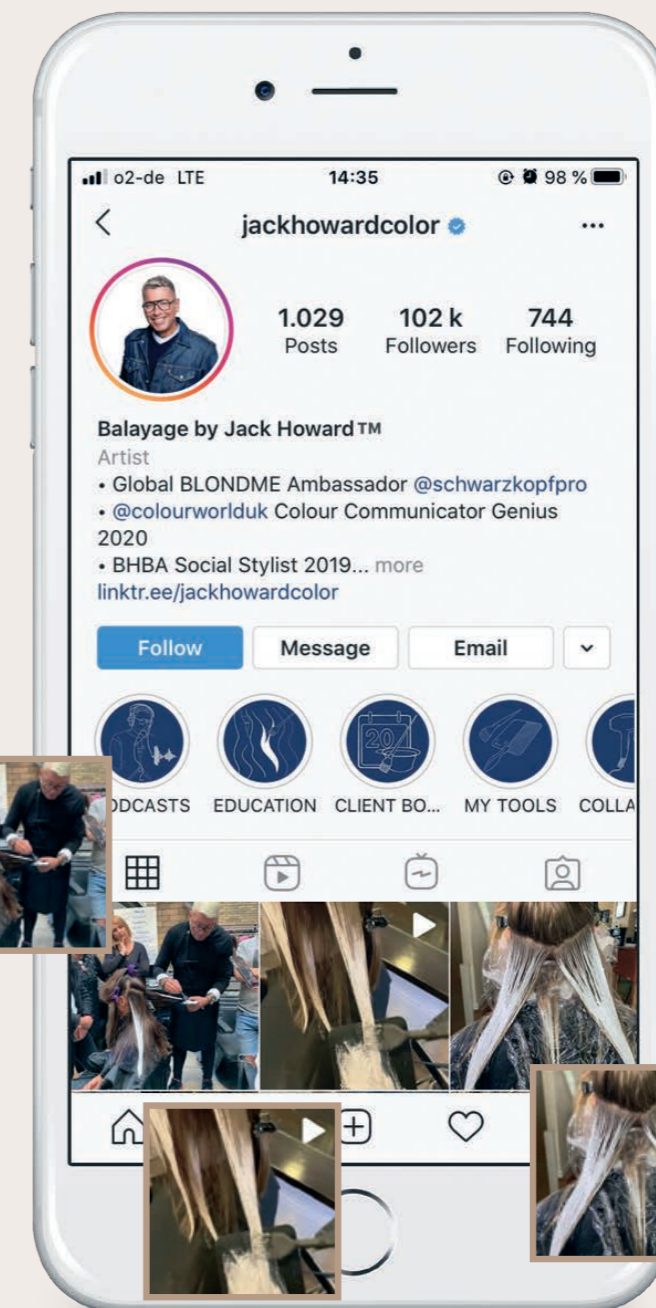 o2-de LTE 14:35 98 %
jackhowardcolor
1.029 102 k 744
Posts Followers Following
Balayage by Jack Howard™
Artist
• Global BLONDME Ambassador @schwarzkopfpro
• @colourworlduk Colour Communicator Genius
2020
• BHBA Social Stylist 2019... more
linktr.ee/jackhowardcolor
Follow Message Email
20
ODCASTS EDUCATION CLIENT BO... MY TOOLS COLLA